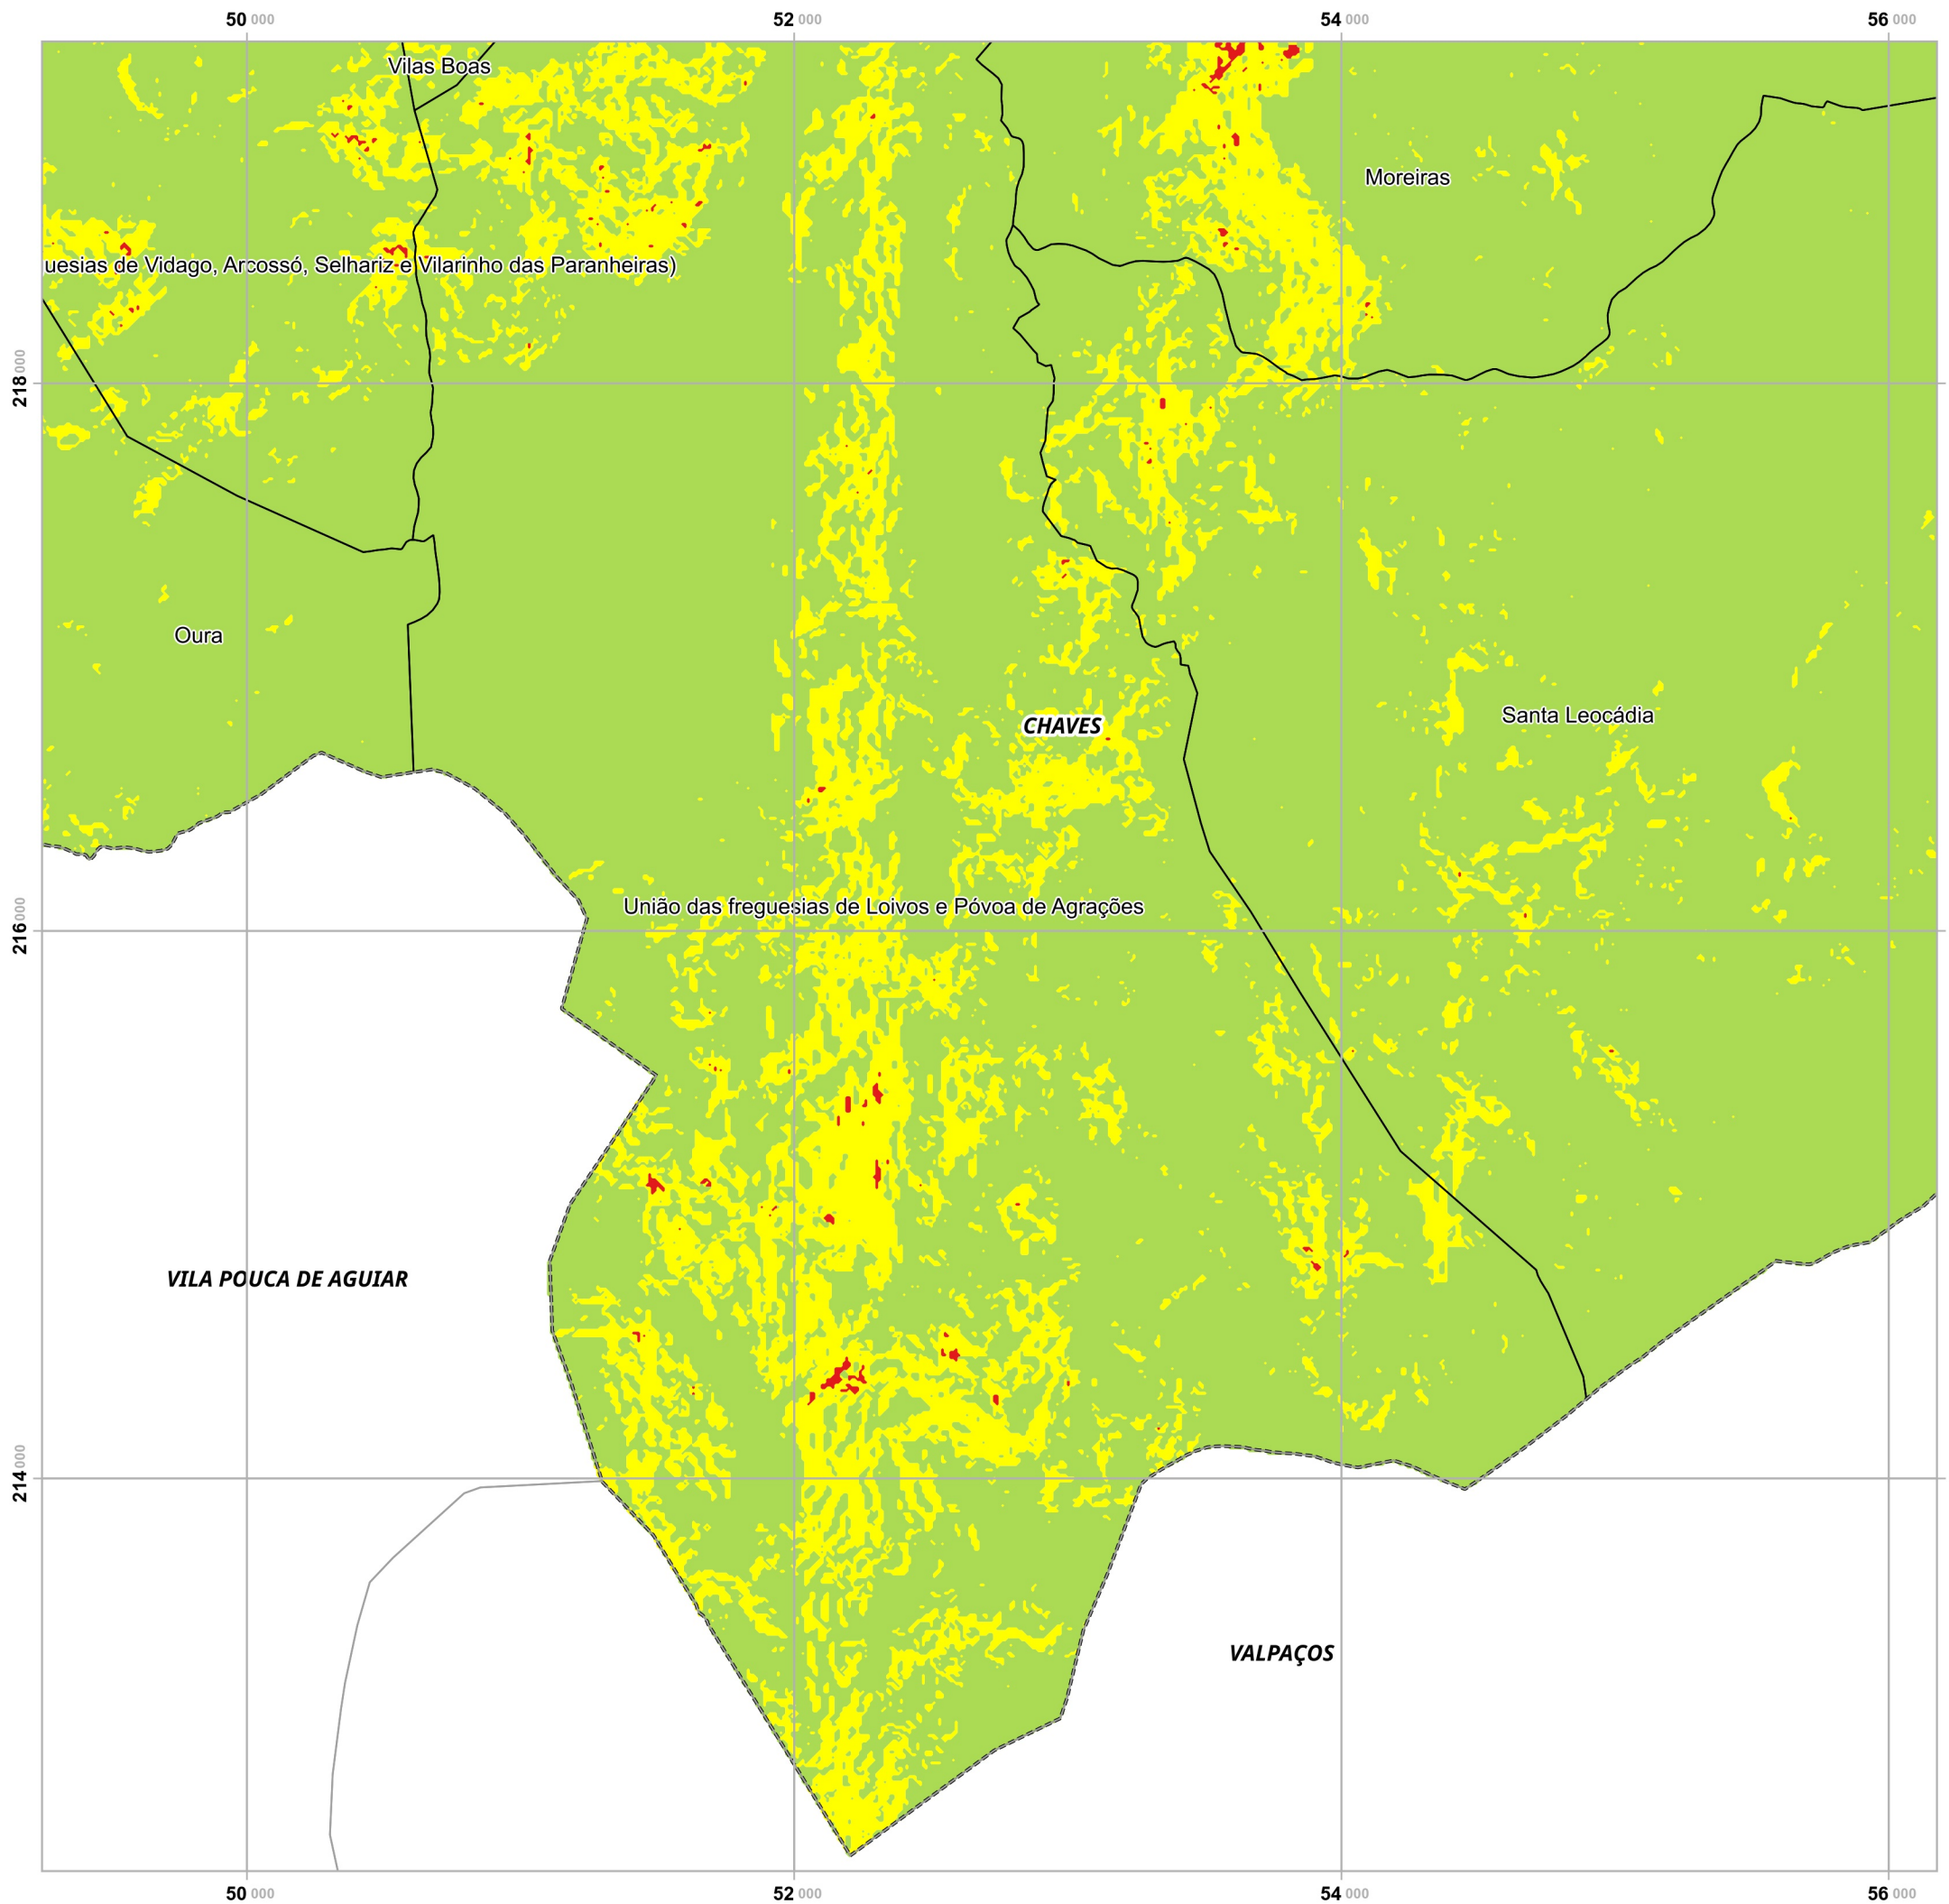 50 000 52 000 54 000 56 000
Vilas Boas
Moreiras
uesias de Vidago, Arcossó, Selhariz e Vilarinho das Paranheiras)
218 000
Oura
Santa Leocádia
CHAVES
União das freguesias de Loivos e Póvoa de Agrações
216 000
VILA POUCA DE AGUIAR
214 000
VALPAÇOS
50 000 52 000 54 000 56 000